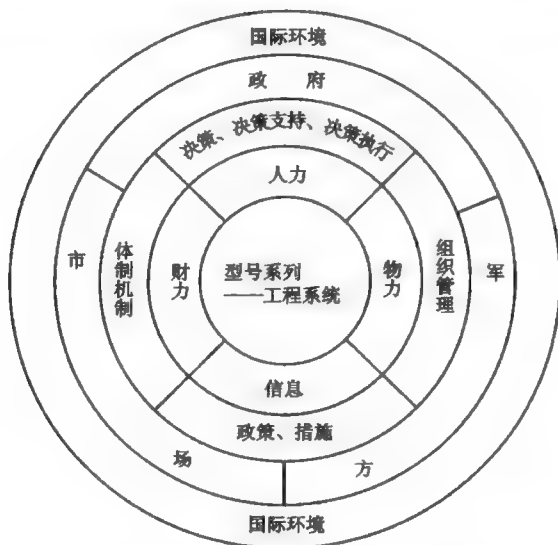 国际环境
政 府
决策、决策支持、决策执行
人力
市
体制机制
财力
型号系列
——工程系统
物力
组织管理
军
信息
政策、措施
场
方
国际环境